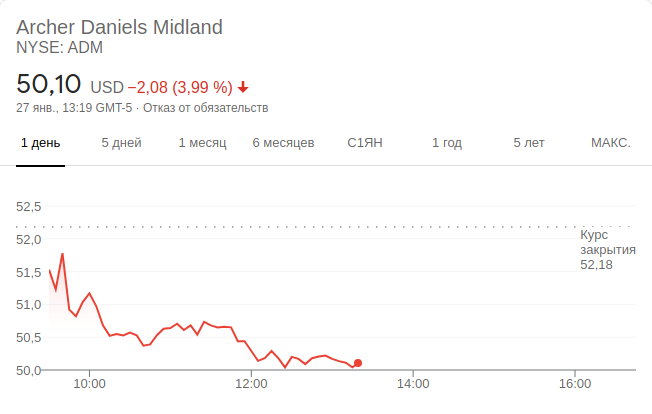 Archer Daniels Midland
NYSE: ADM
50,10 USD −2,08 (3,99 %)
27 янв., 13:19 GMT-5 · Отказ от обязательств
1 день 5 дней 1 месяц 6 месяцев С1ЯН 1 год 5 лет МАКС.
52,5
Курс
закрытия
52,18
52,0
51,5
51,0
50,5
50,0
10:00 12:00 14:00 16:00